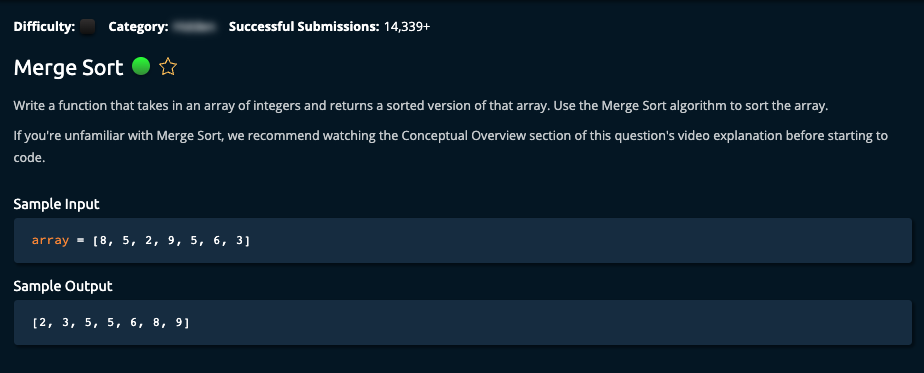 Difficulty: Category: Successful Submissions: 14,339+
Merge Sort
Write a function that takes in an array of integers and returns a sorted version of that array. Use the Merge Sort algorithm to sort the array.
If you're unfamiliar with Merge Sort, we recommend watching the Conceptual Overview section of this question's video explanation before starting to
code.
Sample Input
array = [8, 5, 2, 9, 5, 6, 3]
Sample Output
[2, 3, 5, 5, 6, 8, 9]